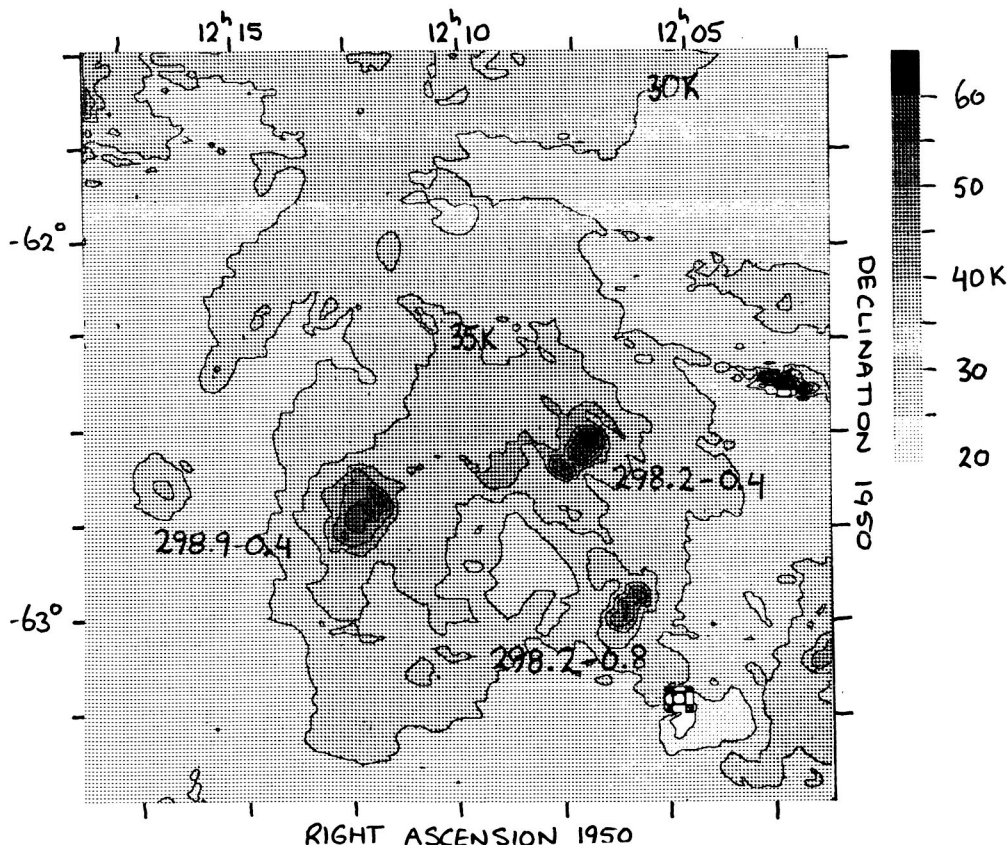 12ʰ15
12ʰ10
12ʰ05
30K
60
50
-62°
40K
35K
30
20
DECLINATION 1950
298.2-0.4
298.9-0.4
-63°
298.2-0.8
RIGHT ASCENSION 1950